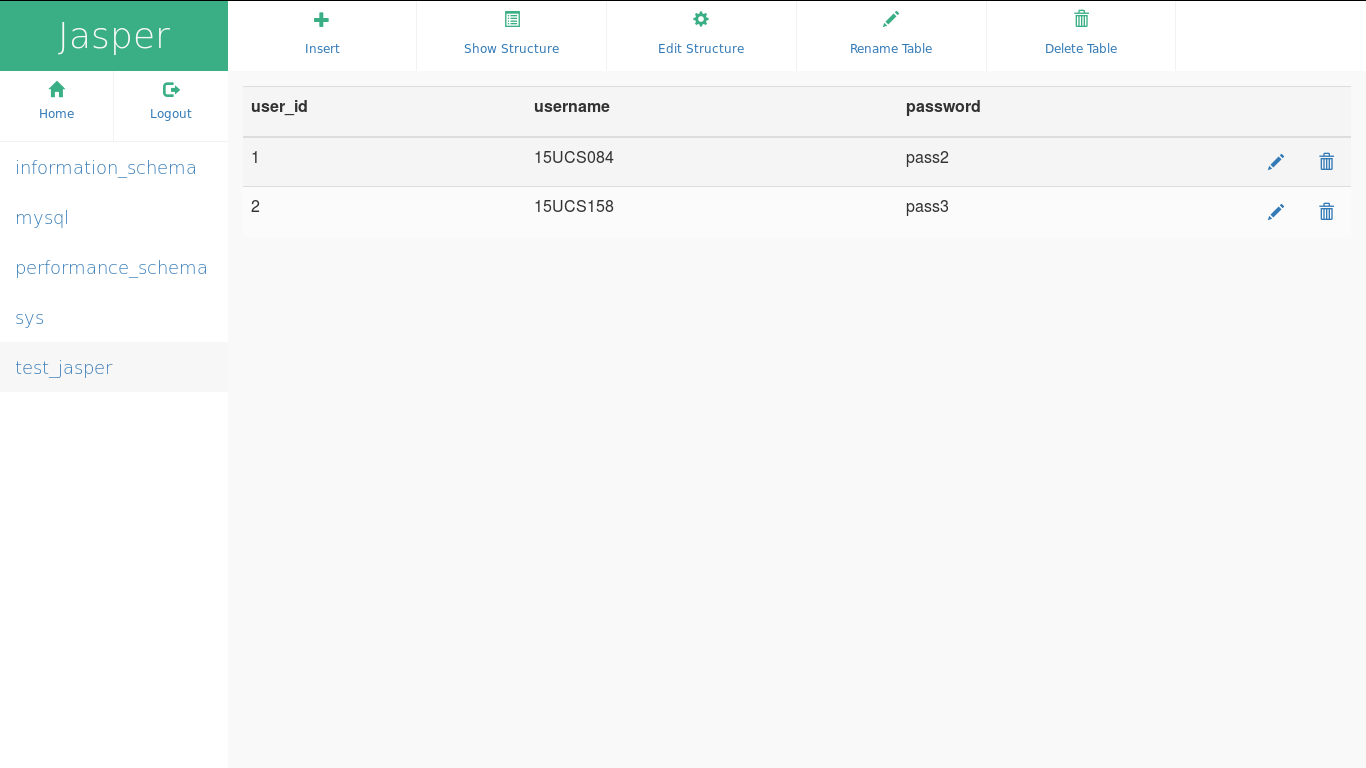 Jasper
Insert
Show Structure
Edit Structure
Rename Table
Delete Table
Home
Logout
information_schema
mysql
performance_schema
sys
test_jasper
user_id username password
1 15UCS084 pass2
2 15UCS158 pass3